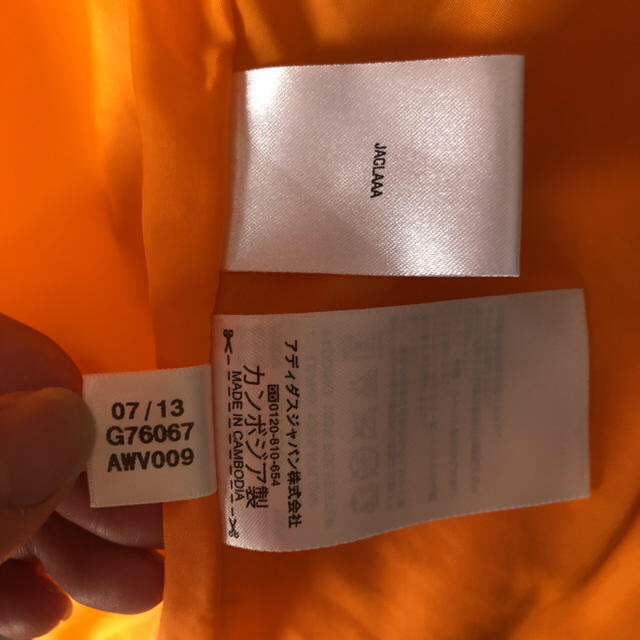 JACLAAA
アディダスジャパン株式会社
0120-810-654
カンボジア製
MADE IN CAMBODIA
07/13
G76067
AWV009